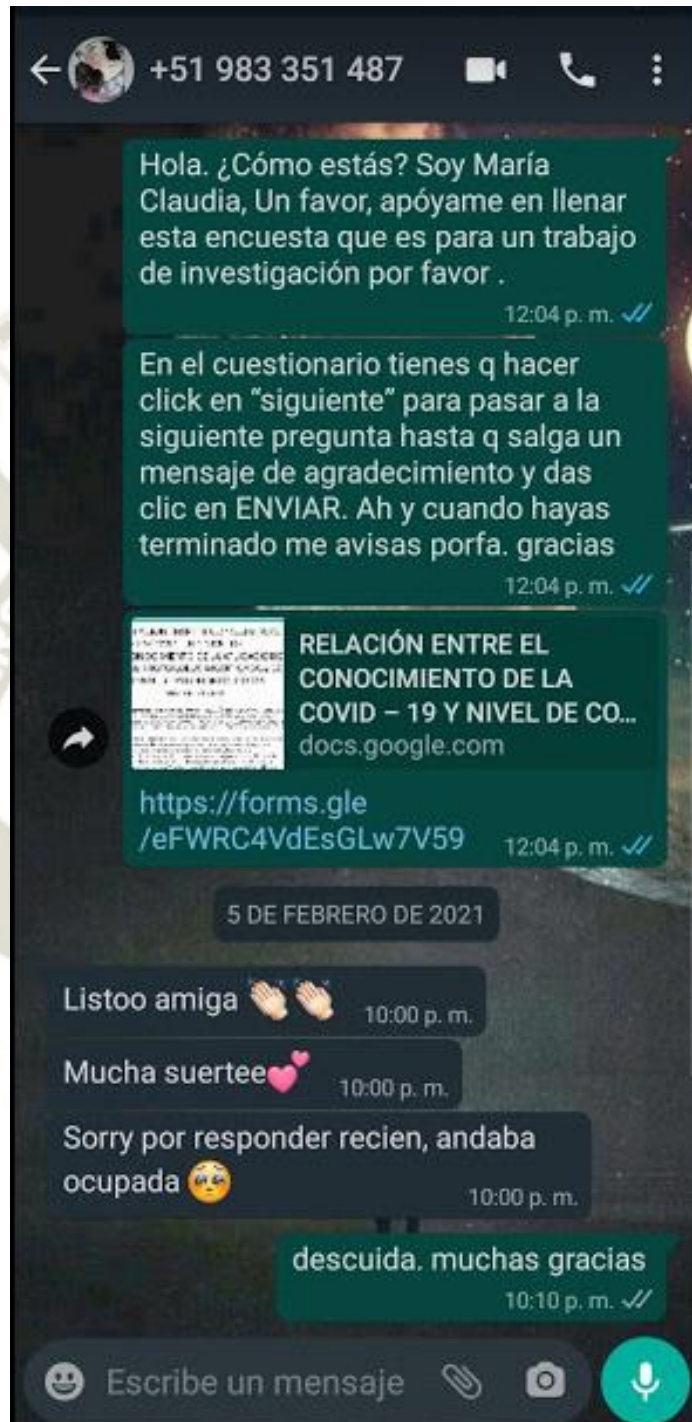 +51 983 351 487
Hola. ¿Cómo estás? Soy María
Claudia, Un favor, apóyame en llenar
esta encuesta que es para un trabajo
de investigación por favor .
12:04 p. m.
En el cuestionario tienes q hacer
click en “siguiente” para pasar a la
siguiente pregunta hasta q salga un
mensaje de agradecimiento y das
clic en ENVIAR. Ah y cuando hayas
terminado me avisas porfa. gracias
12:04 p. m.
RELACIÓN ENTRE EL
CONOCIMIENTO DE LA
COVID – 19 Y NIVEL DE CO...
docs.google.com
https://forms.gle
/eFWRC4VdEsGLw7V59
12:04 p. m.
5 DE FEBRERO DE 2021
Listoo amiga 👏🏻👏🏻
10:00 p. m.
Mucha suertee💕
10:00 p. m.
Sorry por responder recien, andaba
ocupada 🥺
10:00 p. m.
descuida. muchas gracias
10:10 p. m.
Escribe un mensaje